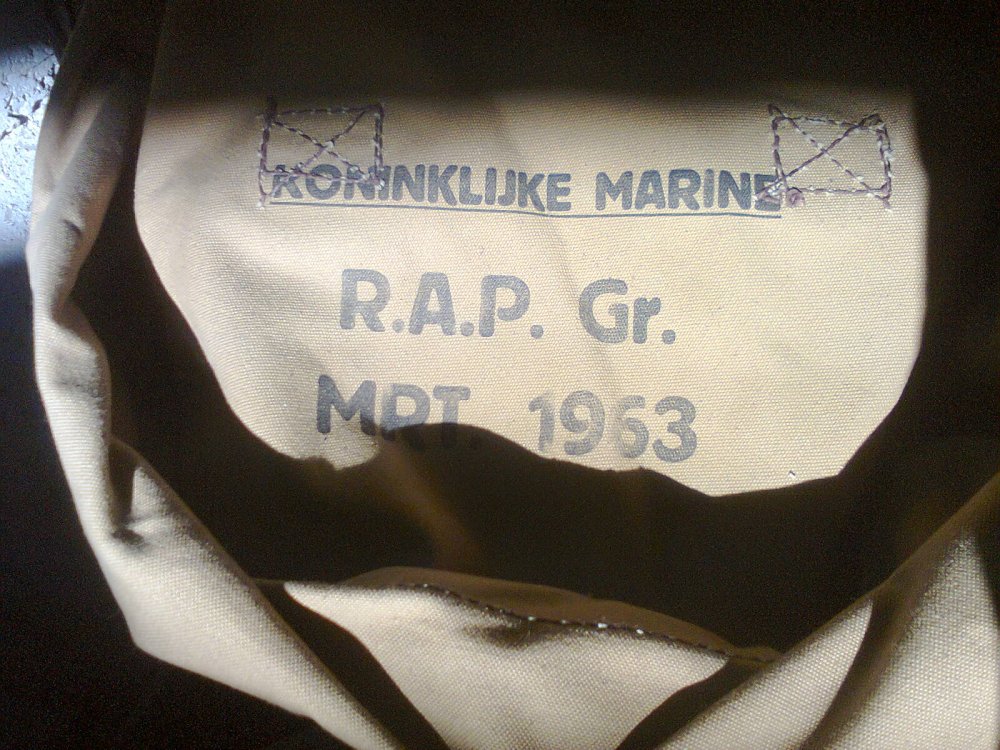 KONINKLIJKE MARINE
R.A.P. Gr.
MRT. 1963